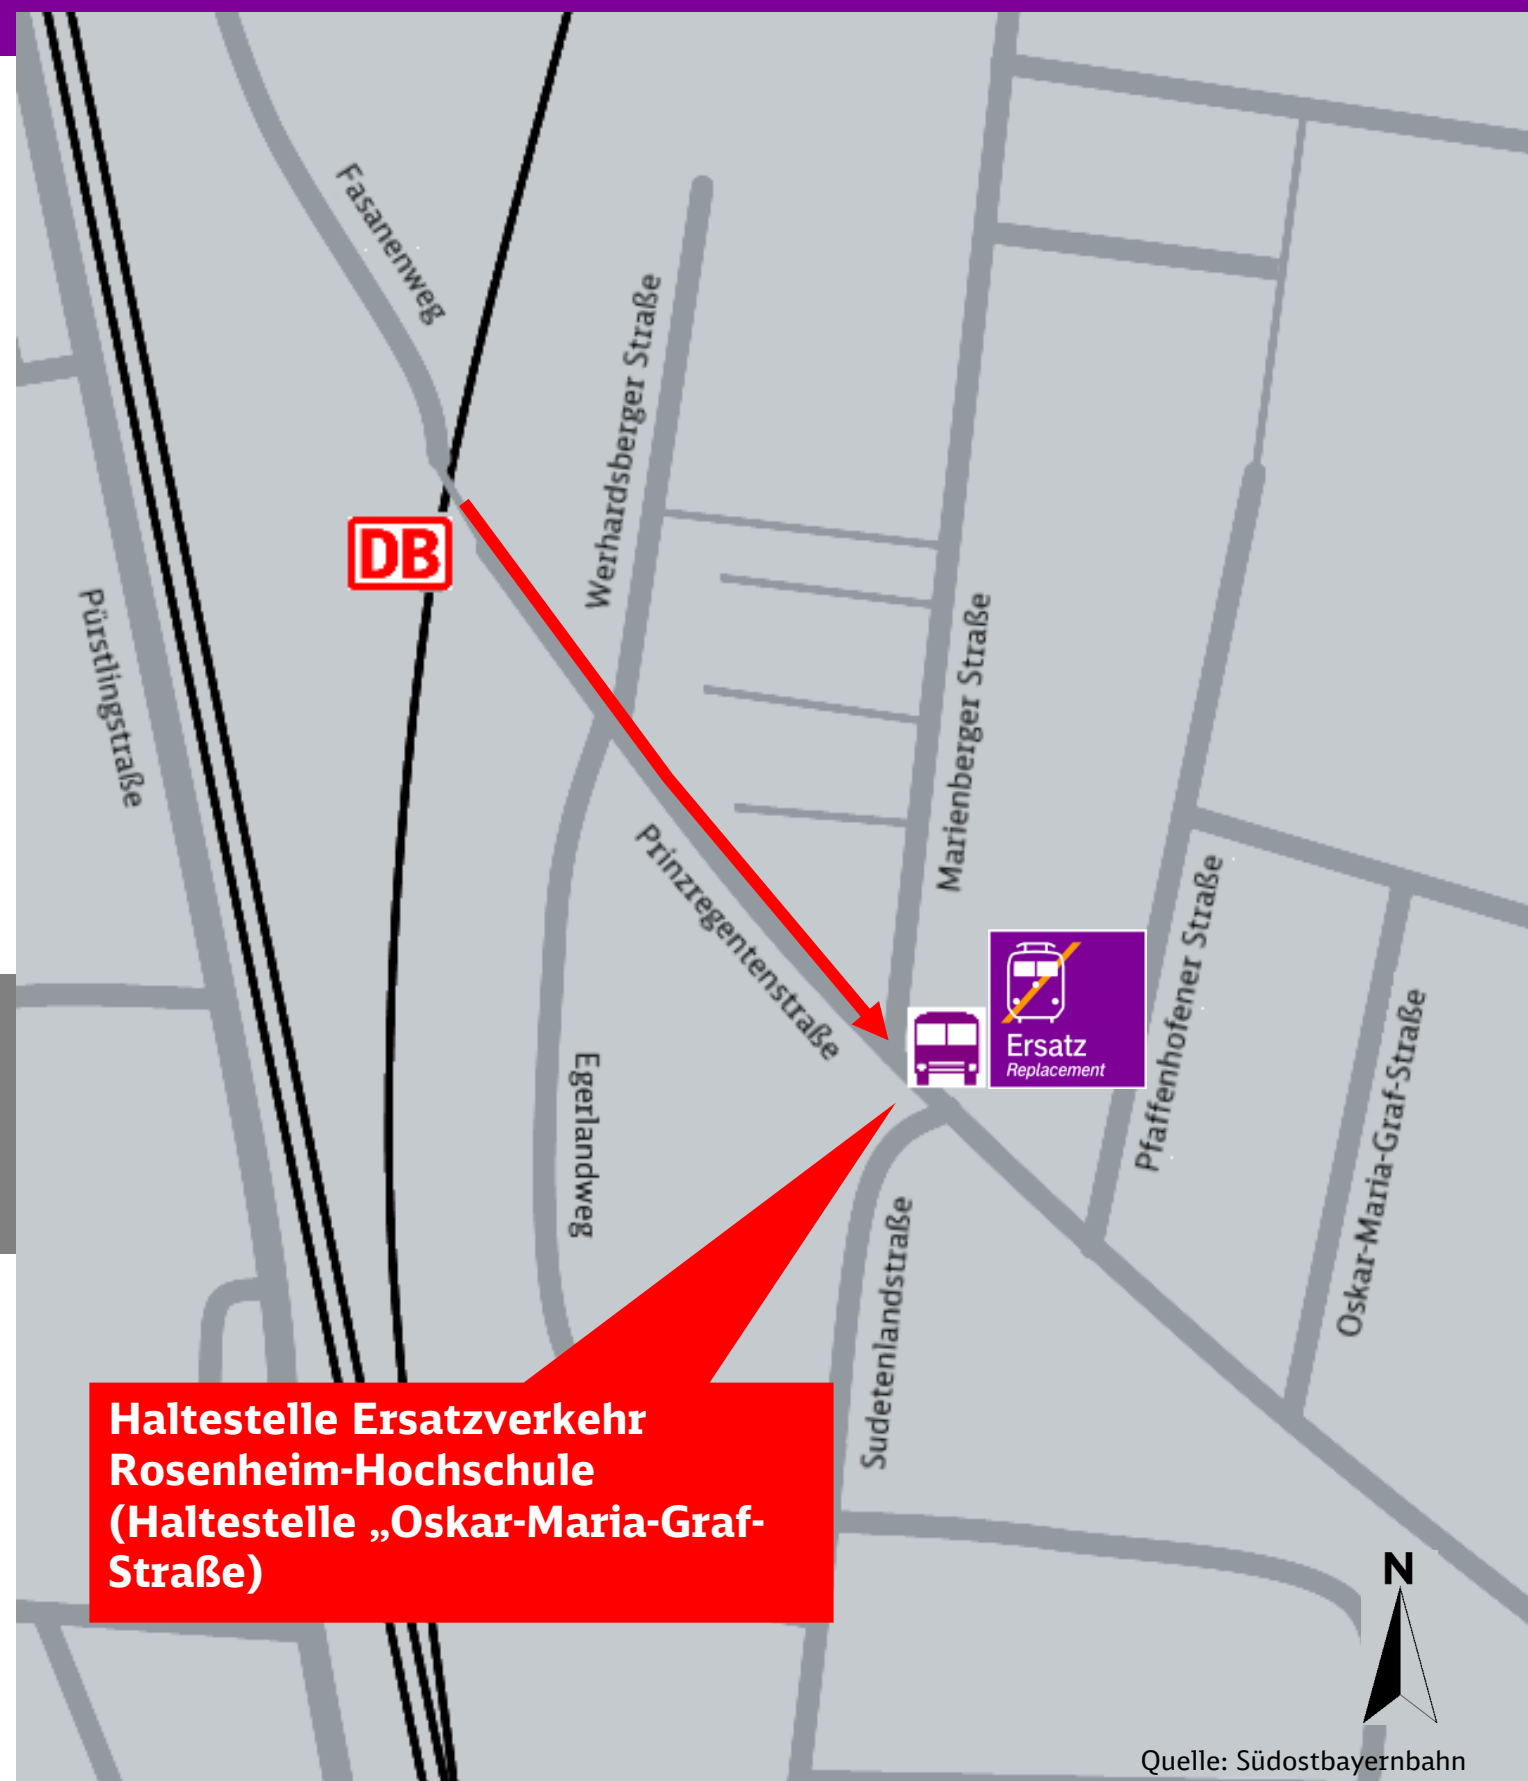 Fasanenweg
Werhardsberger Straße
DB
Pürstlingstraße
Marienberger Straße
Prinzregentenstraße
Pfaffenhofener Straße
Ersatz
Replacement
Oskar-Maria-Graf-Straße
Egerlandweg
Sudetenlandstraße
Haltestelle Ersatzverkehr
Rosenheim-Hochschule
(Haltestelle „Oskar-Maria-Graf-
Straße)
N
Quelle: Südostbayernbahn